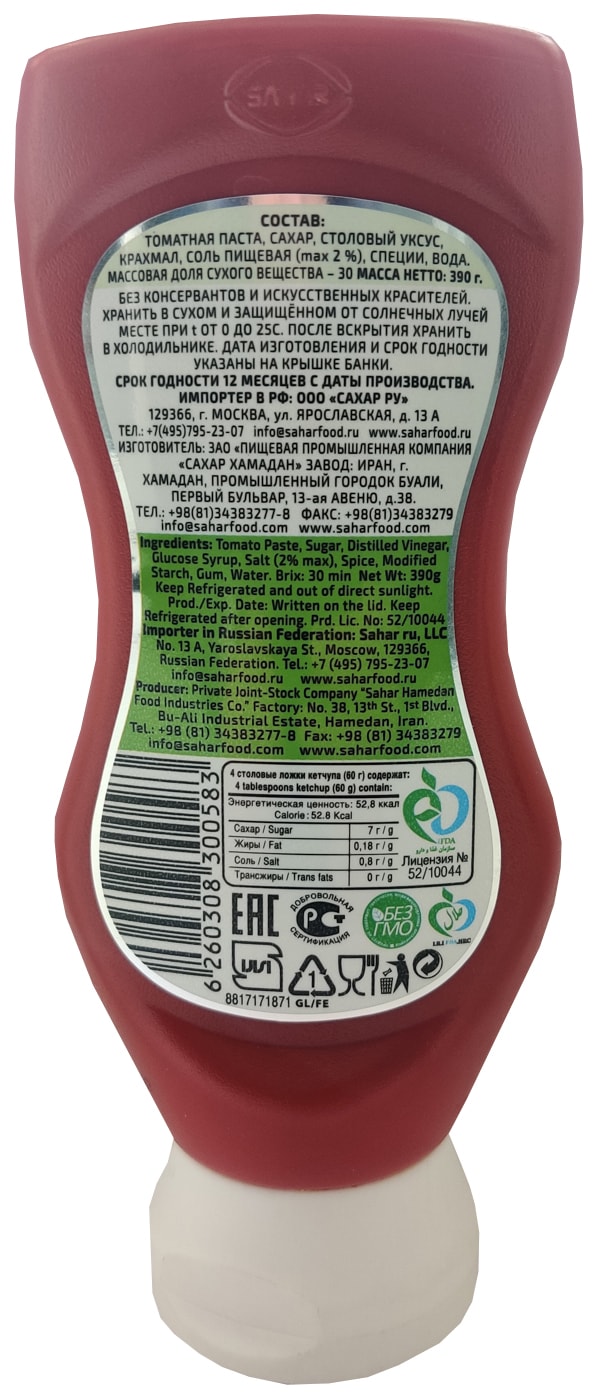 SAHAR
СОСТАВ:
ТОМАТНАЯ ПАСТА, САХАР, СТОЛОВЫЙ УКСУС,
КРАХМАЛ, СОЛЬ ПИЩЕВАЯ (max 2 %), СПЕЦИИ, ВОДА.
МАССОВАЯ ДОЛЯ СУХОГО ВЕЩЕСТВА – 30 МАССА НЕТТО: 390 г.
БЕЗ КОНСЕРВАНТОВ И ИСКУССТВЕННЫХ КРАСИТЕЛЕЙ.
ХРАНИТЬ В СУХОМ И ЗАЩИЩЁННОМ ОТ СОЛНЕЧНЫХ ЛУЧЕЙ
МЕСТЕ ПРИ t ОТ 0 ДО 25С. ПОСЛЕ ВСКРЫТИЯ ХРАНИТЬ
В ХОЛОДИЛЬНИКЕ. ДАТА ИЗГОТОВЛЕНИЯ И СРОК ГОДНОСТИ
УКАЗАНЫ НА КРЫШКЕ БАНКИ.
СРОК ГОДНОСТИ 12 МЕСЯЦЕВ С ДАТЫ ПРОИЗВОДСТВА.
ИМПОРТЕР В РФ: ООО «САХАР РУ»
129366, г. МОСКВА, ул. ЯРОСЛАВСКАЯ, д. 13 А
ТЕЛ.: +7(495)795-23-07 info@saharfood.ru www.saharfood.ru
ИЗГОТОВИТЕЛЬ: ЗАО «ПИЩЕВАЯ ПРОМЫШЛЕННАЯ КОМПАНИЯ
«САХАР ХАМАДАН» ЗАВОД: ИРАН, г.
ХАМАДАН, ПРОМЫШЛЕННЫЙ ГОРОДОК БУАЛИ,
ПЕРВЫЙ БУЛЬВАР, 13-ая АВЕНЮ, д.38.
ТЕЛ.: +98(81)34383277-8 ФАКС: +98(81)34383279
info@saharfood.com www.saharfood.com
Ingredients: Tomato Paste, Sugar, Distilled Vinegar,
Glucose Syrup, Salt (2% max), Spice, Modified
Starch, Gum, Water. Brix: 30 min Net Wt: 390g
Keep Refrigerated and out of direct sunlight.
Prod./Exp. Date: Written on the lid. Keep
Refrigerated after opening. Prd. Lic. No: 52/10044
Importer in Russian Federation: Sahar ru, LLC
No. 13 A, Yaroslavskaya St., Moscow, 129366,
Russian Federation. Tel.: +7 (495) 795-23-07
info@saharfood.ru www.saharfood.ru
Producer: Private Joint-Stock Company "Sahar Hamedan
Food Industries Co." Factory: No. 38, 13th St., 1st Blvd.,
Bu-Ali Industrial Estate, Hamedan, Iran.
Tel.: +98 (81) 34383277-8 Fax: +98 (81) 34383279
info@saharfood.com www.saharfood.com
6 260308 300583
4 столовые ложки кетчупа (60 г) содержат:
4 tablespoons ketchup (60 g) contain:
Энергетическая ценность: 52,8 ккал
Calorie: 52.8 Kcal
Сахар / Sugar 7 г / g
Жиры / Fat 0,18 г / g
Соль / Salt 0,8 г / g
Трансжиры / Trans fats 0 г / g
IFDA
سازمان غذا و دارو
Лицензия №
52/10044
EAC
ДОБРОВОЛЬНАЯ
РСТ
СЕРТИФИКАЦИЯ
БЕЗ
ГМО
حلال
1
8817171871 GL/FE